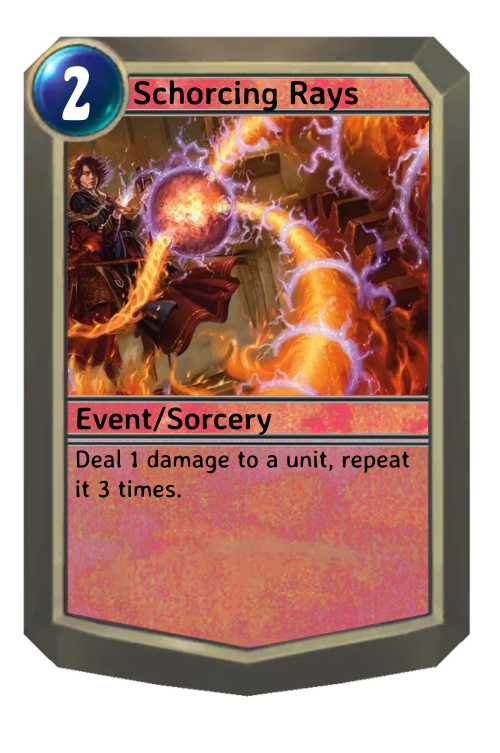 2
Schorcing Rays
Event/Sorcery
Deal 1 damage to a unit, repeat
it 3 times.